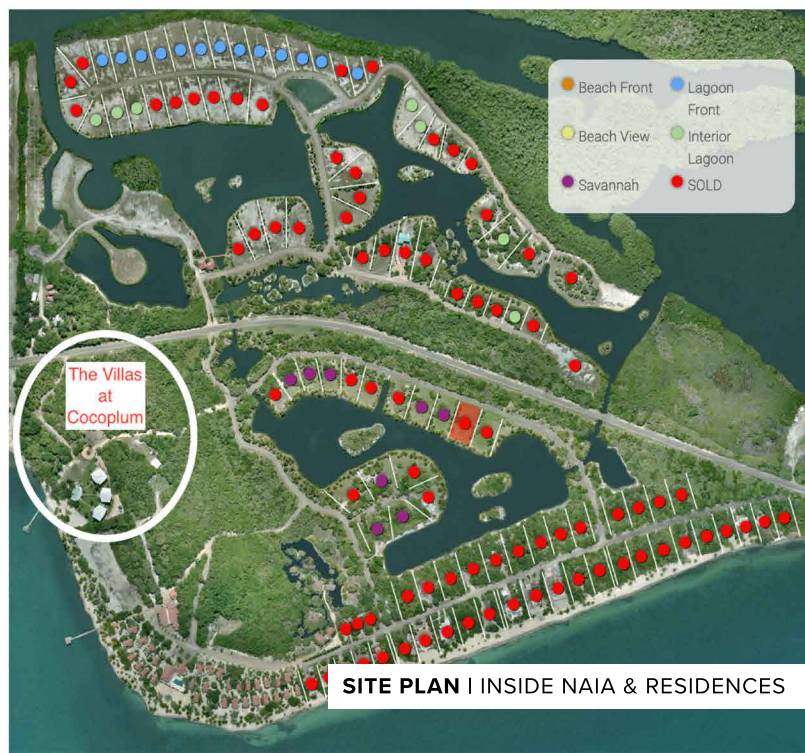 Beach Front
Lagoon
Front
Beach View
Interior
Lagoon
Savannah
SOLD
The Villas
at
Cocoplum
SITE PLAN | INSIDE NAIA & RESIDENCES